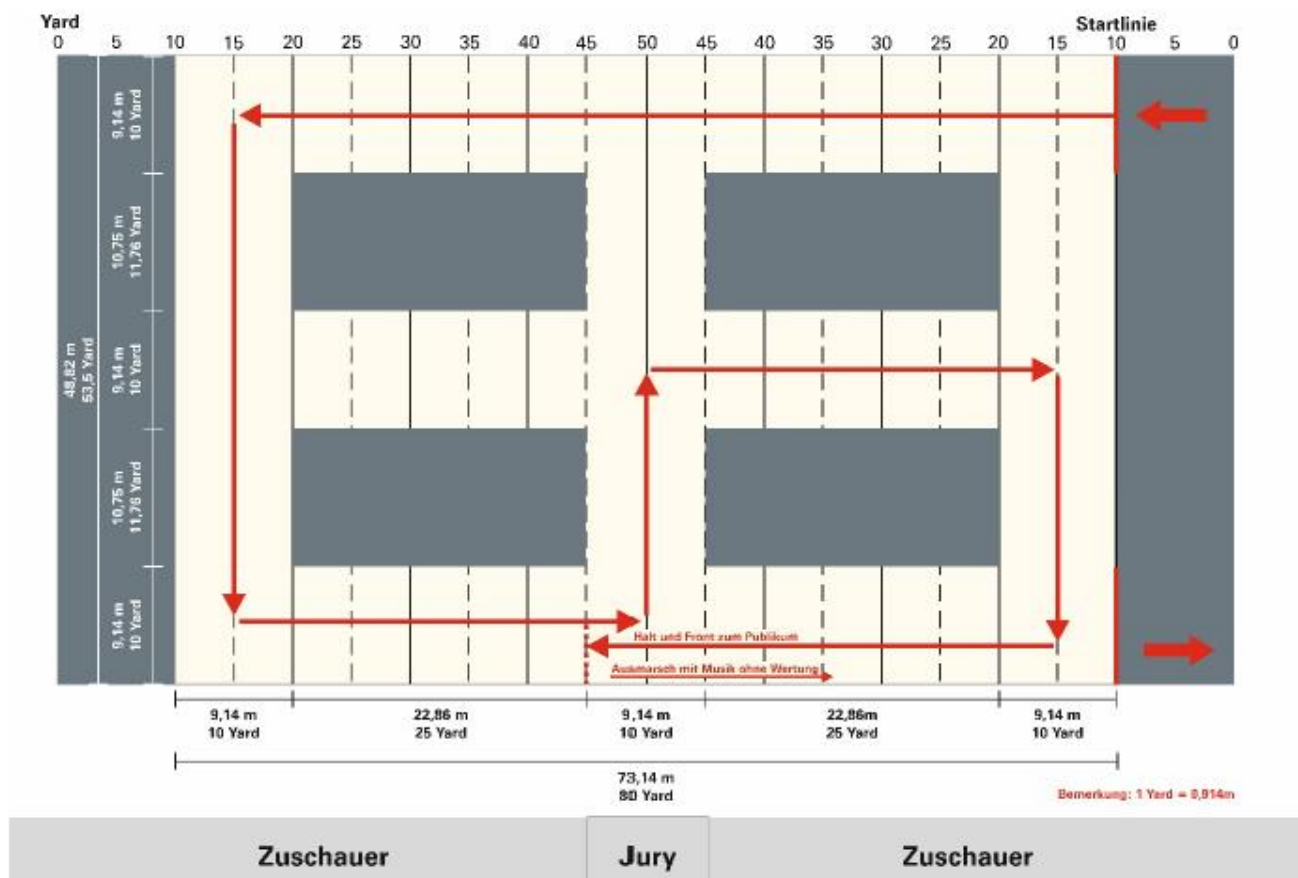 Yard
Startlinie
0 5 10 15 20 25 30 35 40 45 50 45 40 35 30 25 20 15 10 5 0
9,14 m
10 Yard
10,75 m
11,76 Yard
48,82 m
53,5 Yard
9,14 m
10 Yard
10,75 m
11,76 Yard
9,14 m
10 Yard
Halt und Front zum Publikum
Ausmarsch mit Musik ohne Wertung
9,14 m
10 Yard
22,86 m
25 Yard
9,14 m
10 Yard
22,86m
25 Yard
9,14 m
10 Yard
73,14 m
80 Yard
Bemerkung: 1 Yard = 0,914m
Zuschauer
Jury
Zuschauer